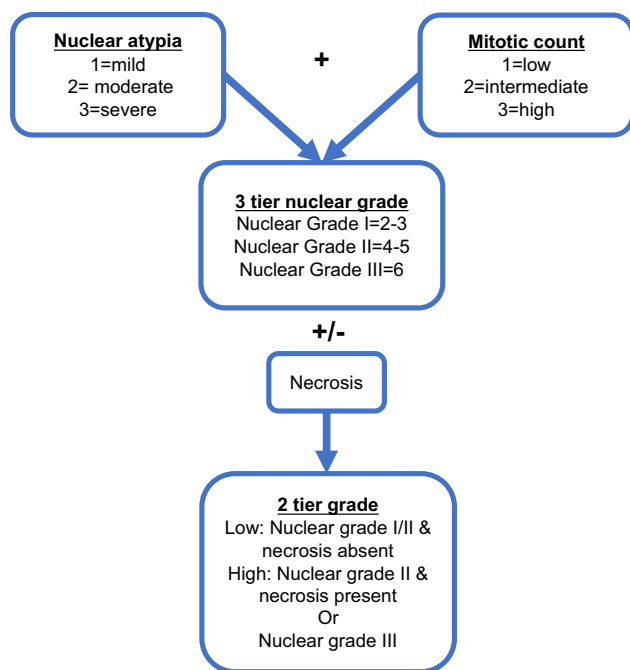 Nuclear atypia
1=mild
2= moderate
3=severe
+
Mitotic count
1=low
2=intermediate
3=high
3 tier nuclear grade
Nuclear Grade I=2-3
Nuclear Grade II=4-5
Nuclear Grade III=6
+/-
Necrosis
2 tier grade
Low: Nuclear grade I/II &
necrosis absent
High: Nuclear grade II &
necrosis present
Or
Nuclear grade III